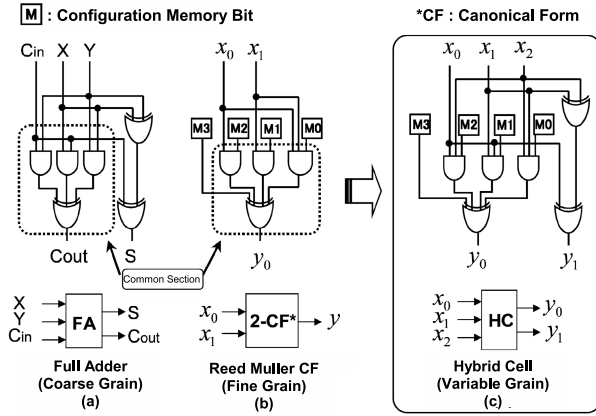 M : Configuration Memory Bit
*CF : Canonical Form
Cin X Y
x0 x1
x0 x1 x2
M3 M2 M1 M0
M3 M2 M1 M0
Cout S
y0
y0 y1
Common Section
X
Y
Cin
FA
S
Cout
x0
x1
2-CF*
y
x0
x1
x2
HC
y0
y1
Full Adder
(Coarse Grain)
(a)
Reed Muller CF
(Fine Grain)
(b)
Hybrid Cell
(Variable Grain)
(c)